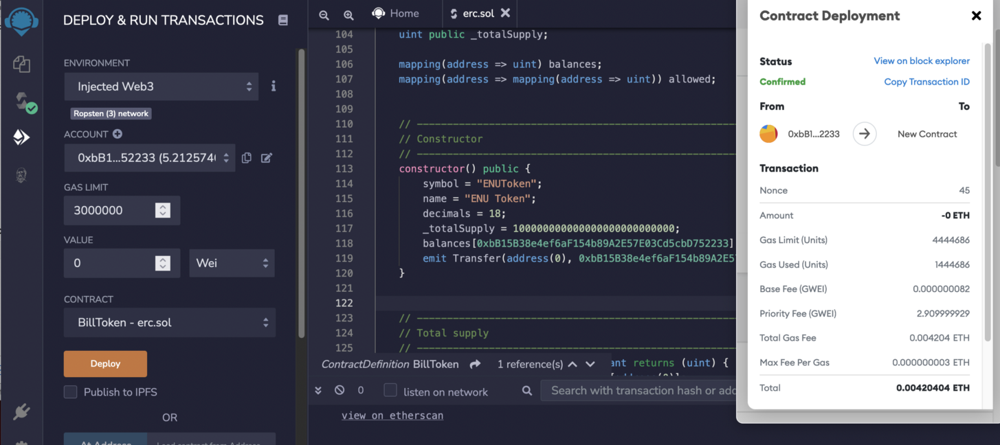 DEPLOY & RUN TRANSACTIONS
ENVIRONMENT
Injected Web3
Ropsten (3) network
ACCOUNT
0xbB1...52233 (5.212574
GAS LIMIT
3000000
VALUE
0
Wei
CONTRACT
BillToken - erc.sol
Deploy
Publish to IPFS
OR
At Address
Load contract from Address
Home
erc.sol
104 uint public _totalSupply;
105
106 mapping(address => uint) balances;
107 mapping(address => mapping(address => uint)) allowed;
108
109
110 // ------------------------------------------------------
111 // Constructor
112 // ------------------------------------------------------
113 constructor() public {
114 symbol = "ENUToken";
115 name = "ENU Token";
116 decimals = 18;
117 _totalSupply = 100000000000000000000000000;
118 balances[0xbB15B38e4ef6aF154b89A2E57E03Cd5cbD752233]
119 emit Transfer(address(0), 0xbB15B38e4ef6aF154b89A2E5
120 }
121
122
123 // ------------------------------------------------------
124 // Total supply
125 // ------------------------------------------------------
ContractDefinition BillToken 1 reference(s)
ant returns (uint) {
0
listen on network
Search with transaction hash or add
view on etherscan
Contract Deployment
Status
View on block explorer
Confirmed
Copy Transaction ID
From
To
0xbB1...2233
New Contract
Transaction
Nonce 45
Amount -0 ETH
Gas Limit (Units) 4444686
Gas Used (Units) 1444686
Base Fee (GWEI) 0.000000082
Priority Fee (GWEI) 2.909999929
Total Gas Fee 0.004204 ETH
Max Fee Per Gas 0.000000003 ETH
Total 0.00420404 ETH